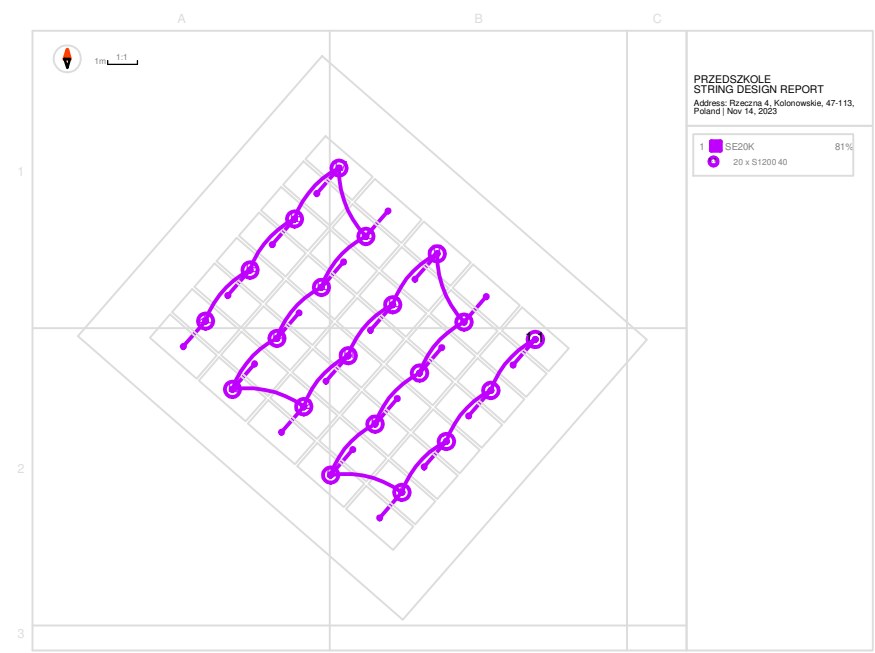 A B C
1m 1:1
PRZEDSZKOLE
STRING DESIGN REPORT
Address: Rzeczna 4, Kolonowskie, 47-113,
Poland | Nov 14, 2023
1 SE20K 81%
20 x S1200 40
1
2
3